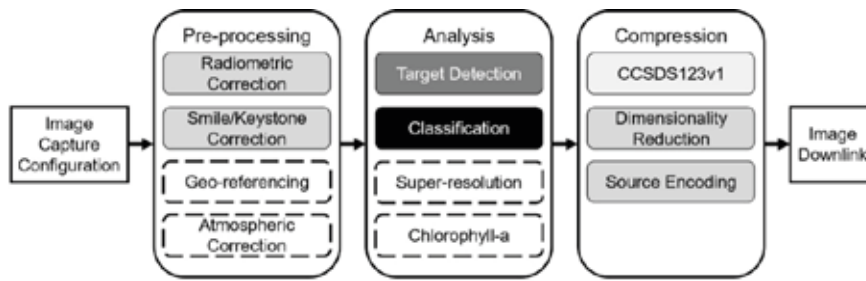 Pre-processing
Analysis
Compression
Radiometric
Correction
Target Detection
CCSDS123v1
Image
Capture
Configuration
Smile/Keystone
Correction
Classification
Dimensionality
Reduction
Image
Downlink
Geo-referencing
Super-resolution
Source Encoding
Atmospheric
Correction
Chlorophyll-a